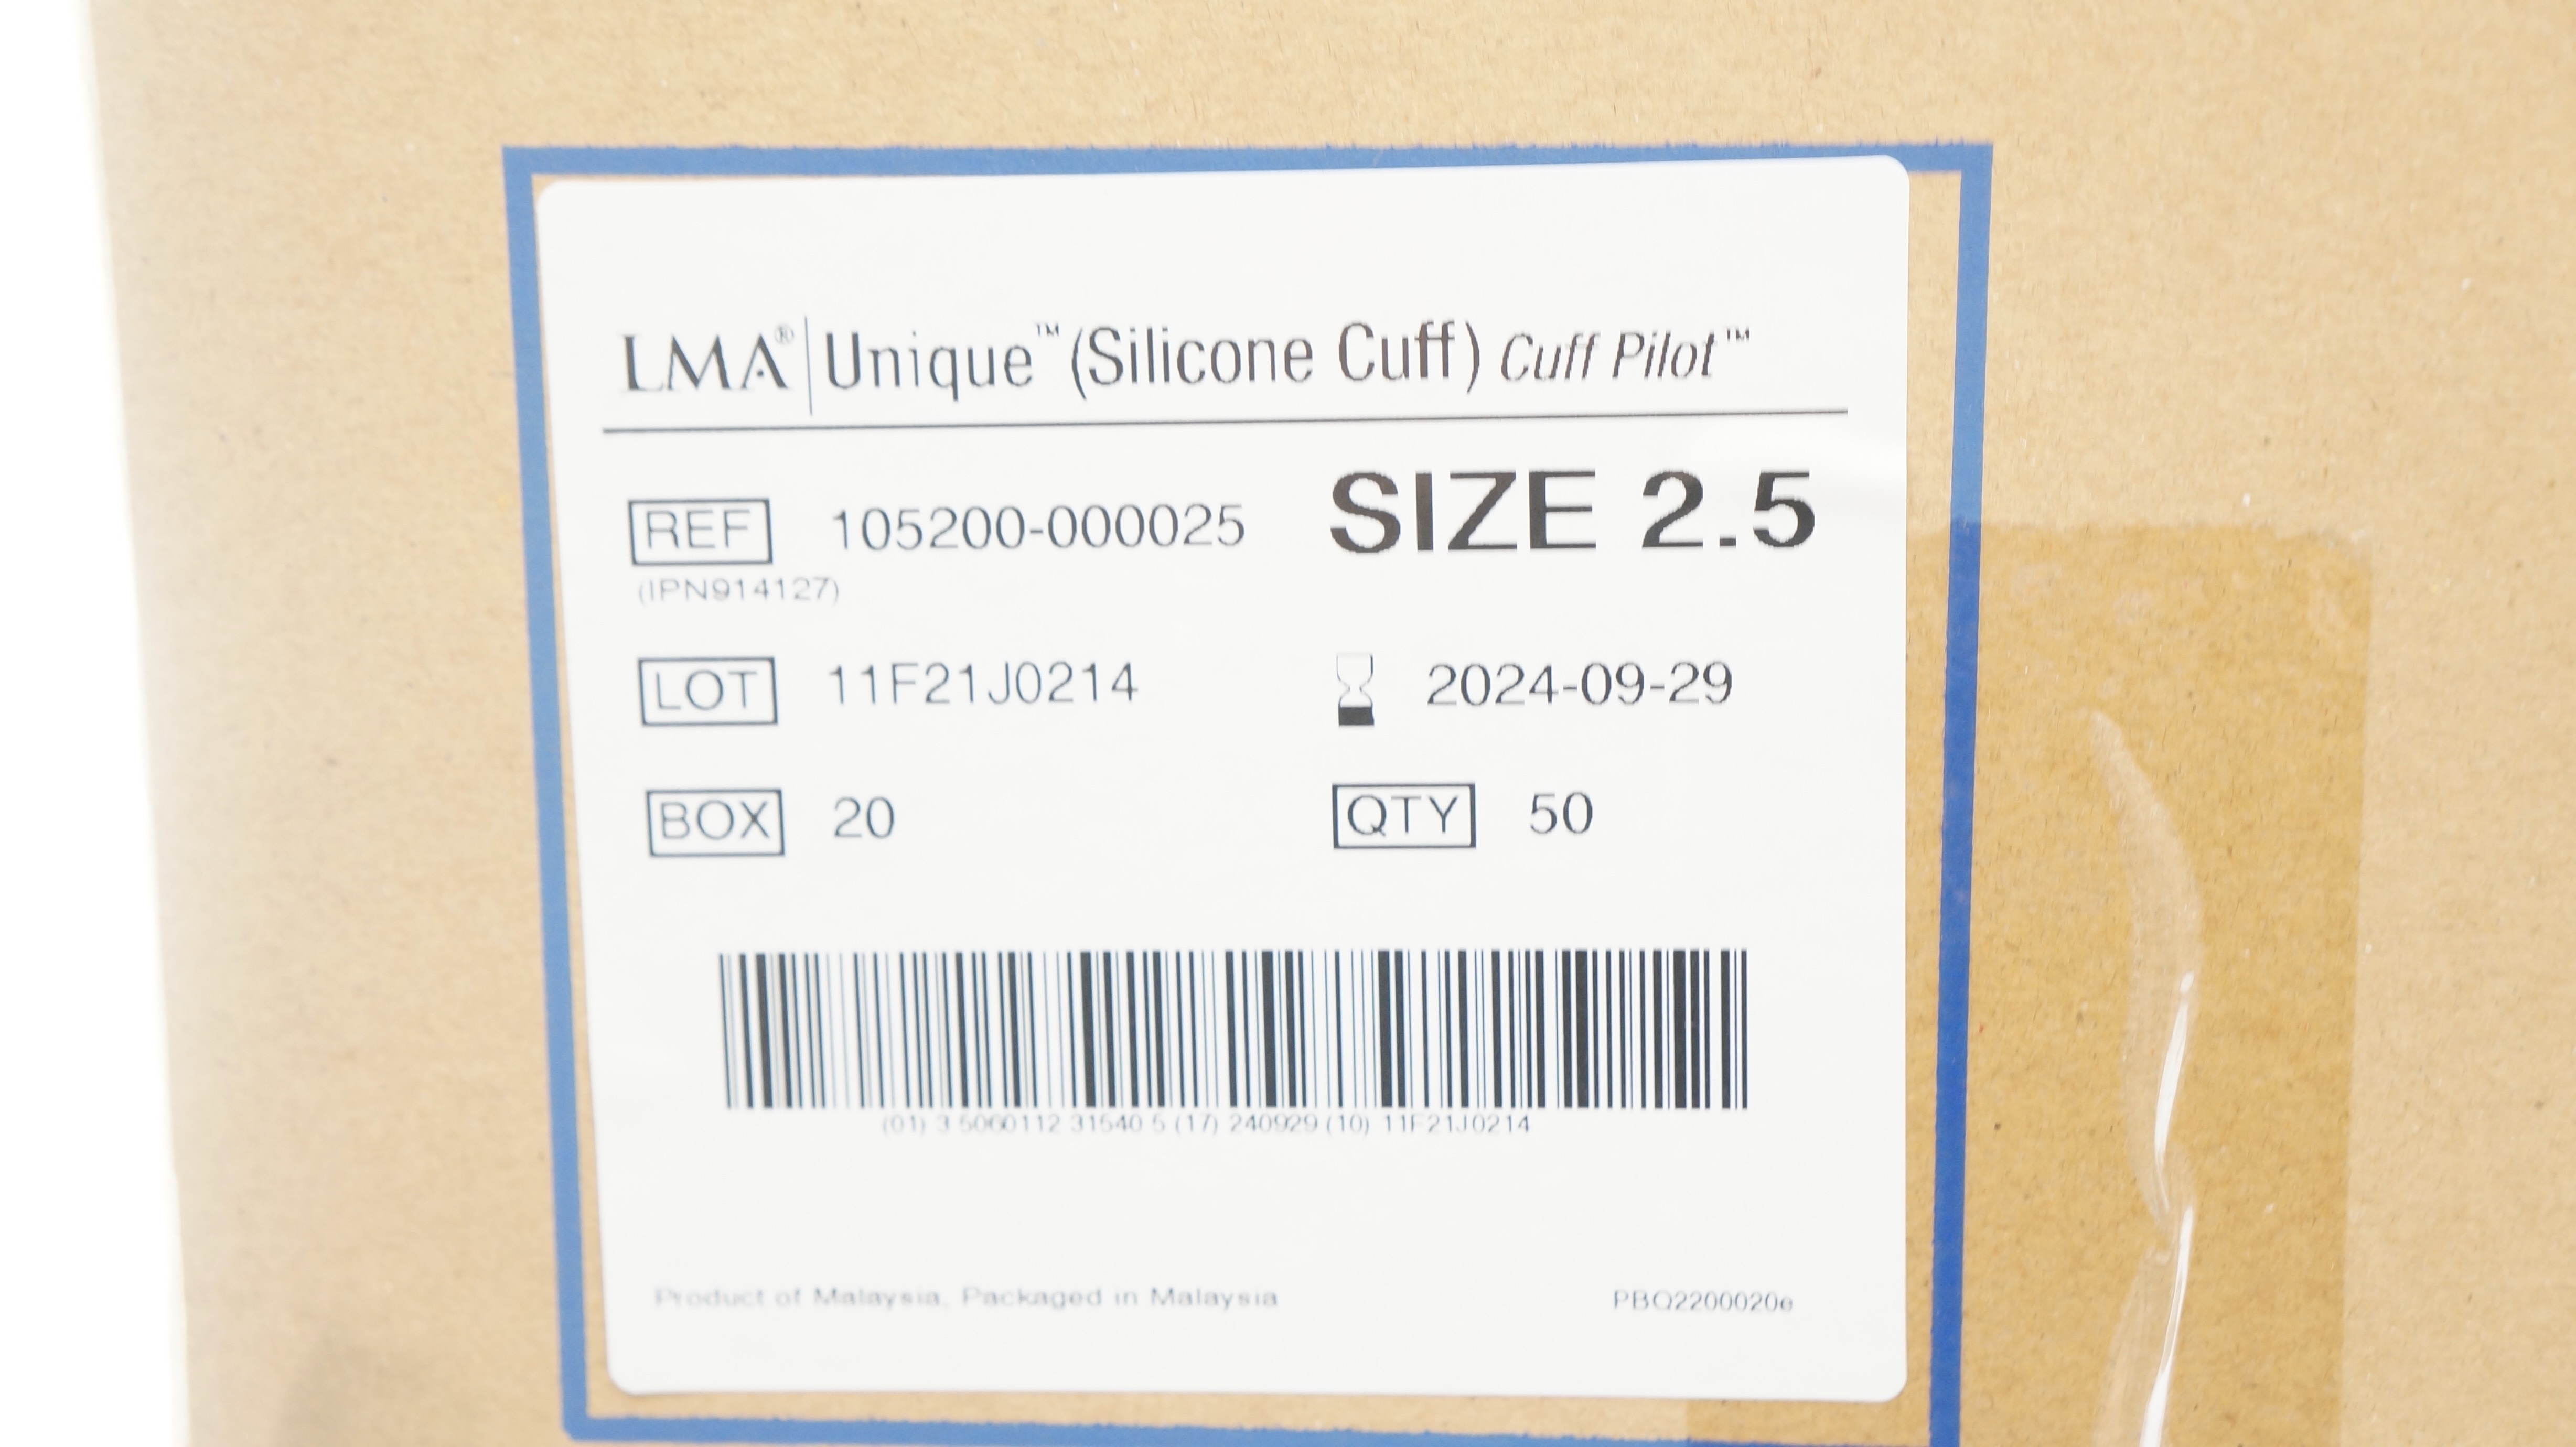 LMA® Unique™ (Silicone Cuff) Cuff Pilot™
REF 105200-000025 SIZE 2.5
(IPN914127)
LOT 11F21J0214 2024-09-29
BOX 20 QTY 50
(01) 3 5060112 31540 5 (17) 240929 (10) 11F21J0214
Product of Malaysia, Packaged in Malaysia PBO2200020e